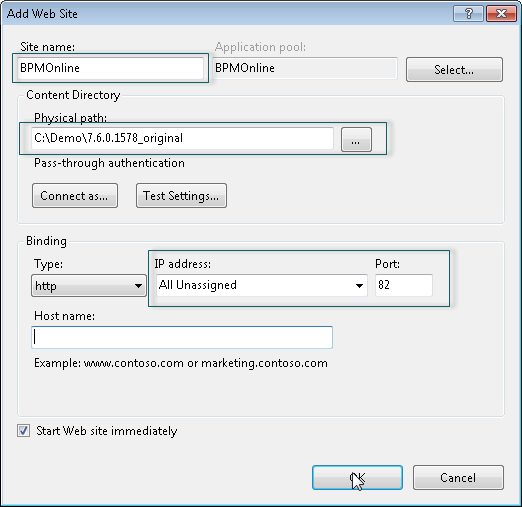 Add Web Site
Site name:
Application pool:
BPMOnline
BPMOnline
Select...
Content Directory
Physical path:
C:\Demo\7.6.0.1578_original
...
Pass-through authentication
Connect as...
Test Settings...
Binding
Type:
IP address:
Port:
http
All Unassigned
82
Host name:
Example: www.contoso.com or marketing.contoso.com
Start Web site immediately
Cancel